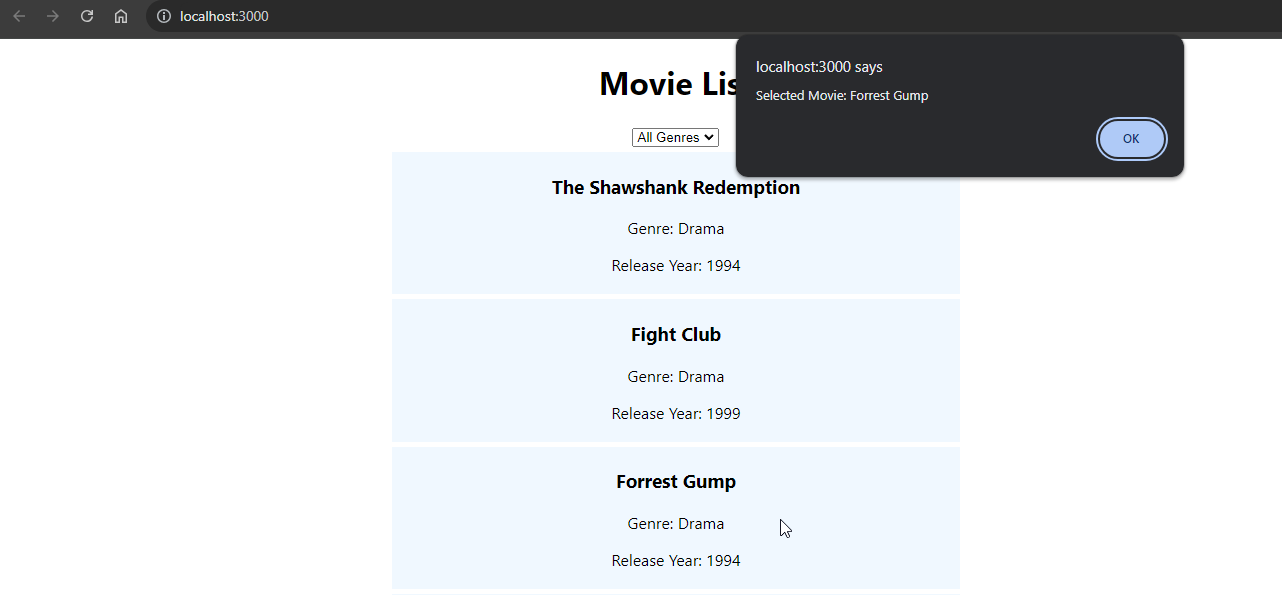 localhost:3000
localhost:3000 says
Selected Movie: Forrest Gump
OK
Movie Lis
All Genres
The Shawshank Redemption
Genre: Drama
Release Year: 1994
Fight Club
Genre: Drama
Release Year: 1999
Forrest Gump
Genre: Drama
Release Year: 1994